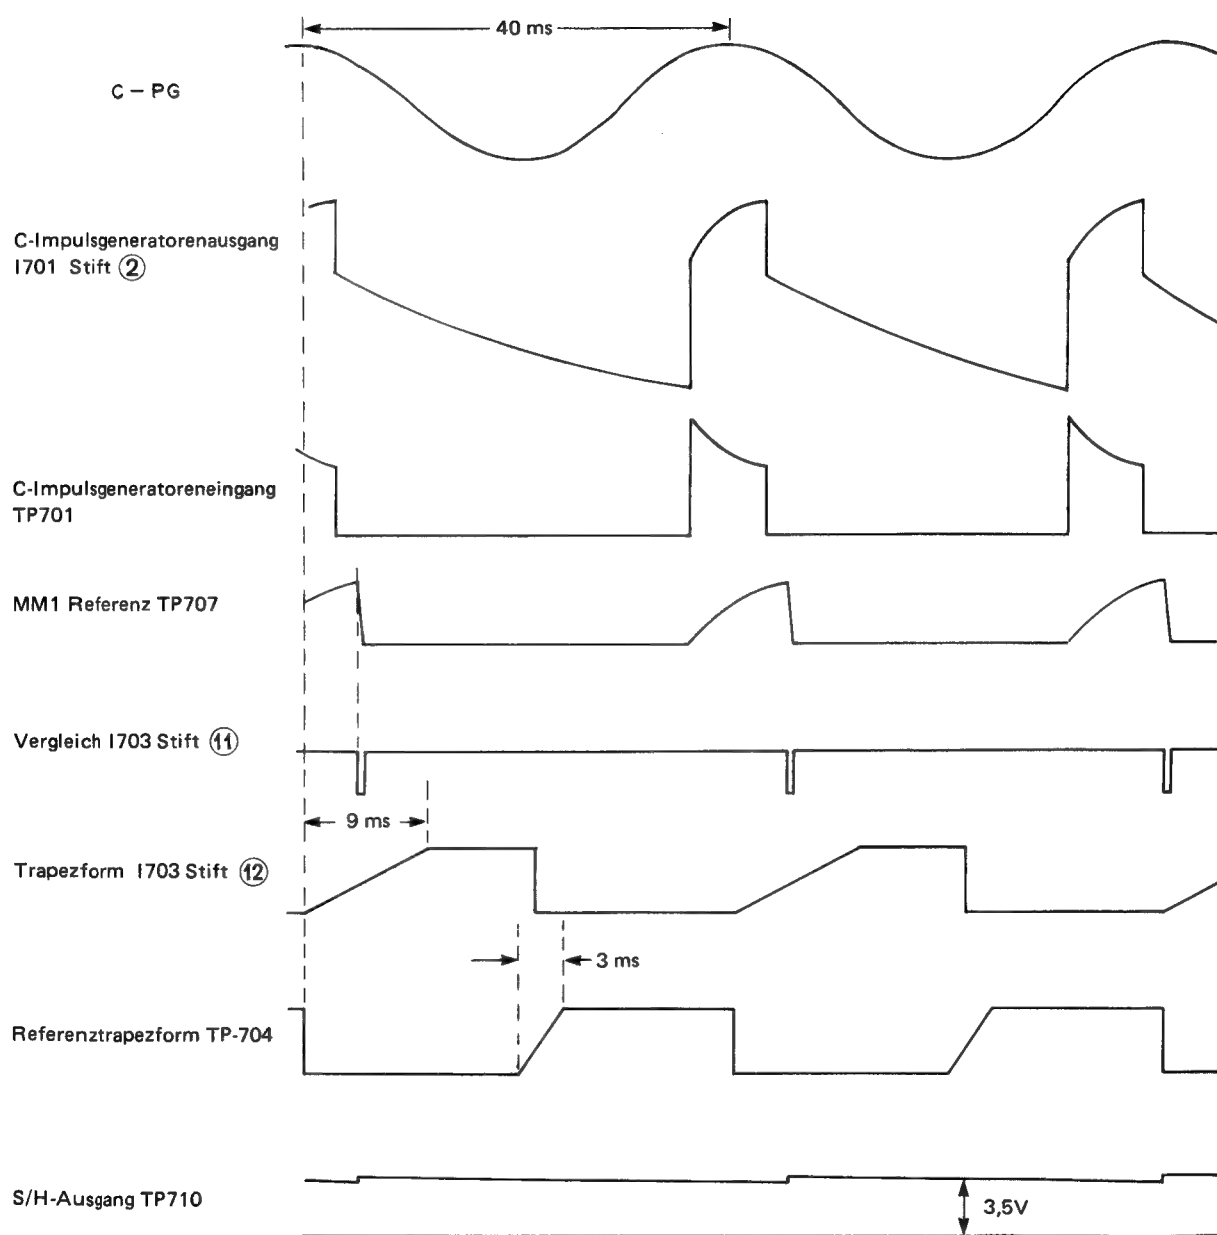 40 ms
C – PG
C-Impulsgeneratorenausgang
I701 Stift ②
C-Impulsgeneratoreneingang
TP701
MM1 Referenz TP707
Vergleich I703 Stift ⑪
9 ms
Trapezform I703 Stift ⑫
3 ms
Referenztrapezform TP-704
S/H-Ausgang TP710
3,5V